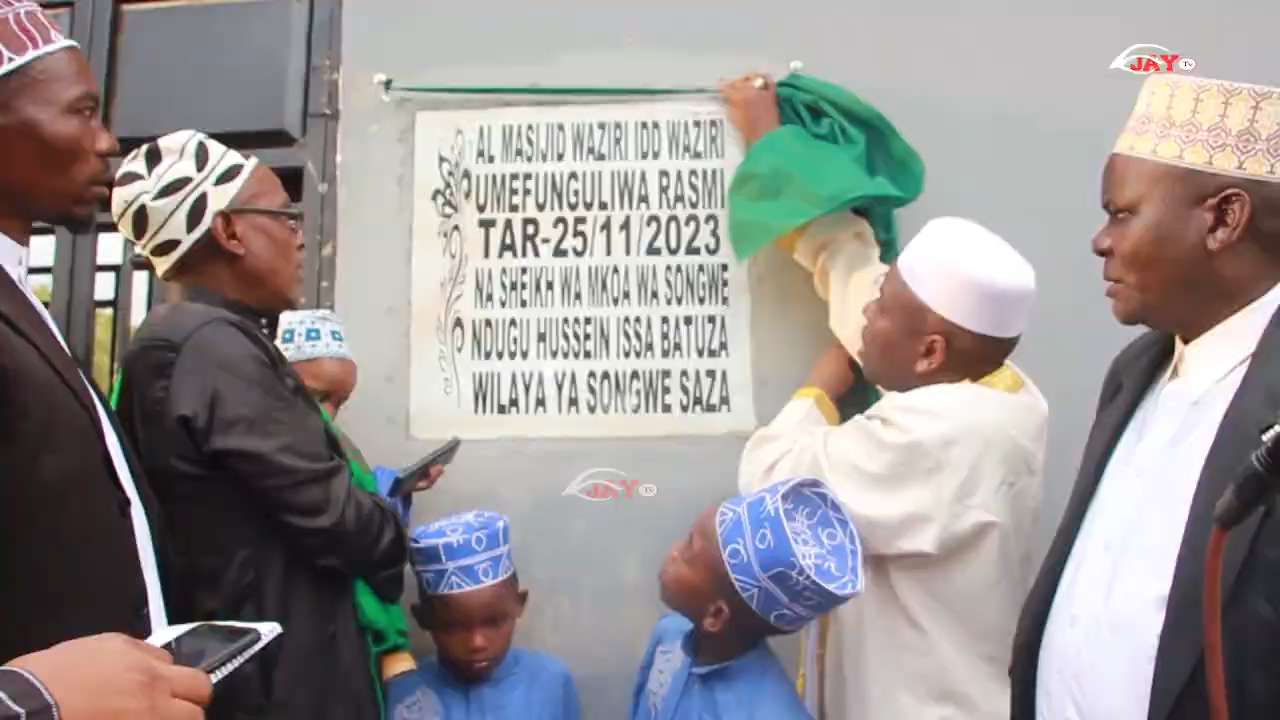 JAY Tv
AL MASJID WAZIRI IDD WAZIRI
UMEFUNGULIWA RASMI
TAR-25/11/2023
NA SHEIKH WA MKOA WA SONGWE
NDUGU HUSSEIN ISSA BATUZA
WILAYA YA SONGWE SAZA
JAY Tv